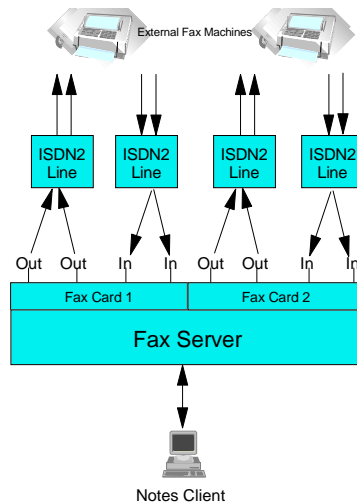 External Fax Machines
ISDN2
Line
ISDN2
Line
ISDN2
Line
ISDN2
Line
Out Out In In Out Out In In
Fax Card 1 Fax Card 2
Fax Server
Notes Client